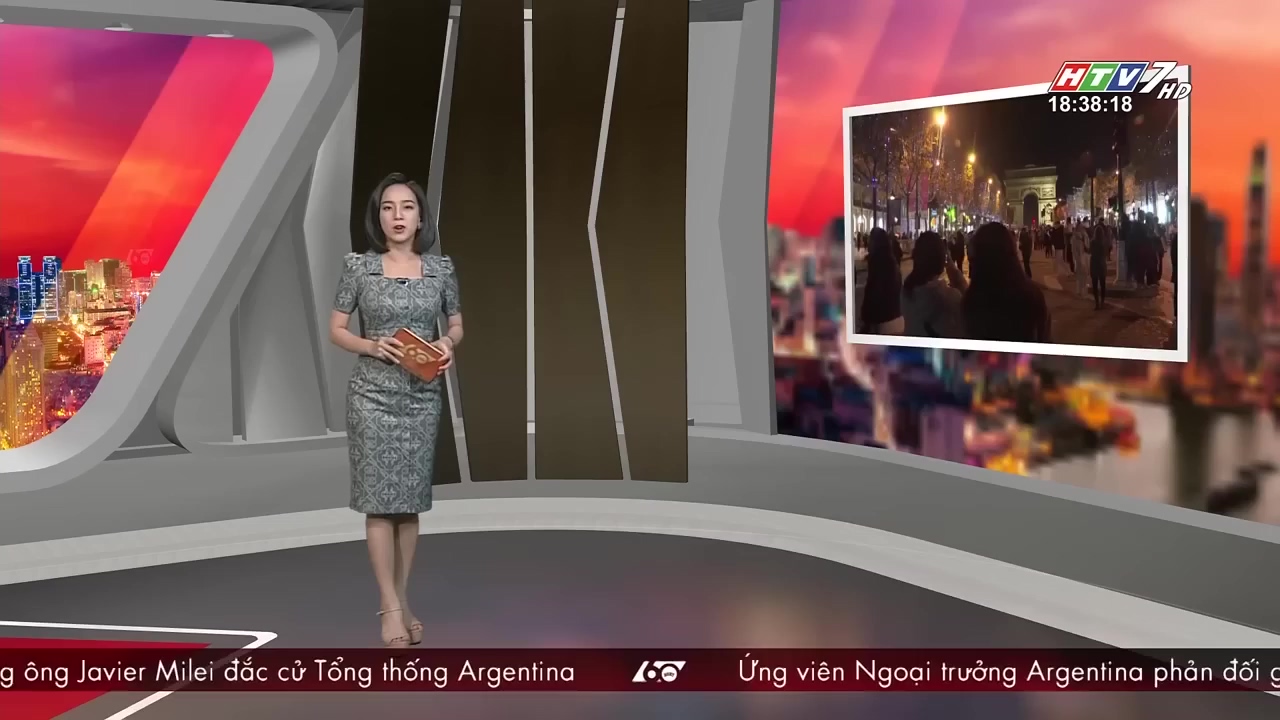 HTV7
HD
18:38:18
g ông Javier Milei đắc cử Tổng thống Argentina
60
Ứng viên Ngoại trưởng Argentina phản đối g